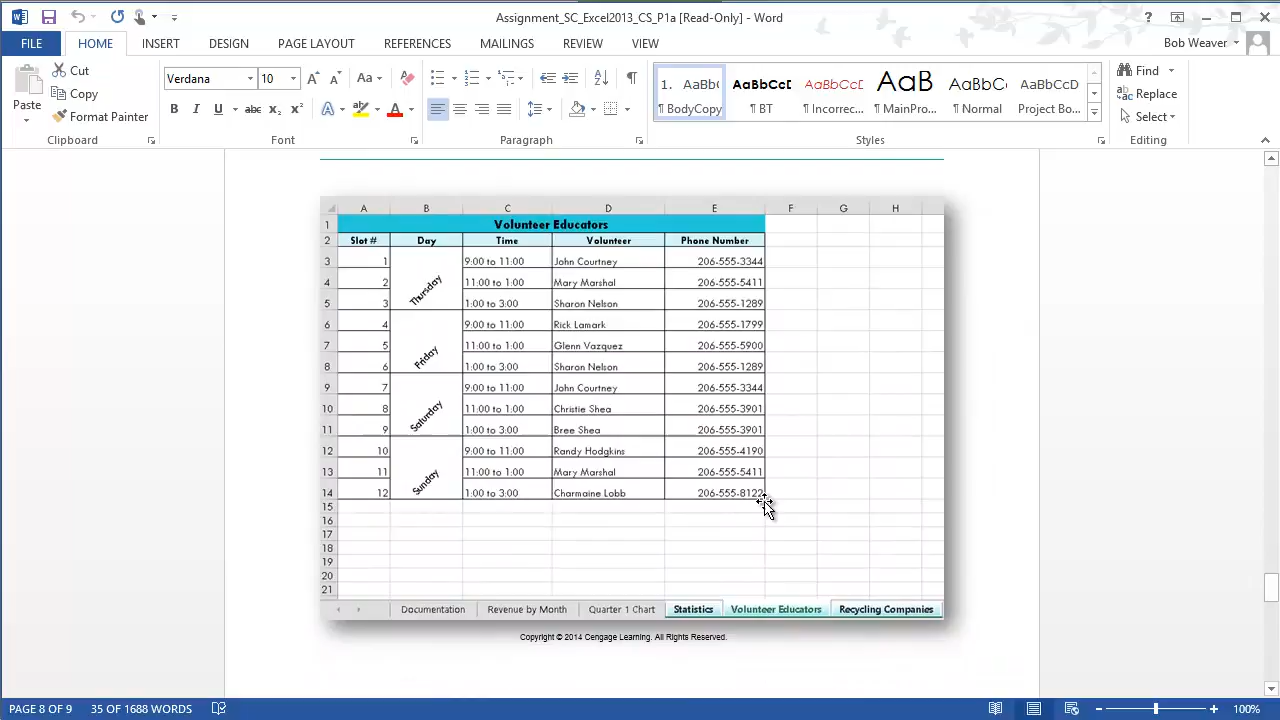 Assignment_SC_Excel2013_CS_P1a [Read-Only] - Word
FILE HOME INSERT DESIGN PAGE LAYOUT REFERENCES MAILINGS REVIEW VIEW Bob Weaver
Paste
Cut
Copy
Format Painter
Clipboard
Verdana 10
Font
Paragraph
1. AaBb( AaBbCcI AaBbCcI AaB AaBbC( AaBbCcD
¶ BodyCopy ¶ BT ¶ Incorrec... ¶ MainPro... ¶ Normal Project Bo...
Styles
Find
Replace
Select
Editing
A B C D E F G H
1 Volunteer Educators
2 Slot # Day Time Volunteer Phone Number
3 1 Thursday 9:00 to 11:00 John Courtney 206-555-3344
4 2 11:00 to 1:00 Mary Marshal 206-555-5411
5 3 1:00 to 3:00 Sharon Nelson 206-555-1289
6 4 Friday 9:00 to 11:00 Rick Lamark 206-555-1799
7 5 11:00 to 1:00 Glenn Vazquez 206-555-5900
8 6 1:00 to 3:00 Sharon Nelson 206-555-1289
9 7 Saturday 9:00 to 11:00 John Courtney 206-555-3344
10 8 11:00 to 1:00 Christie Shea 206-555-3901
11 9 1:00 to 3:00 Bree Shea 206-555-3901
12 10 Sunday 9:00 to 11:00 Randy Hodgkins 206-555-4190
13 11 11:00 to 1:00 Mary Marshal 206-555-5411
14 12 1:00 to 3:00 Charmaine Lobb 206-555-8122
15
16
17
18
19
20
21
Documentation Revenue by Month Quarter 1 Chart Statistics Volunteer Educators Recycling Companies
Copyright © 2014 Cengage Learning. All Rights Reserved.
PAGE 8 OF 9 35 OF 1688 WORDS 100%